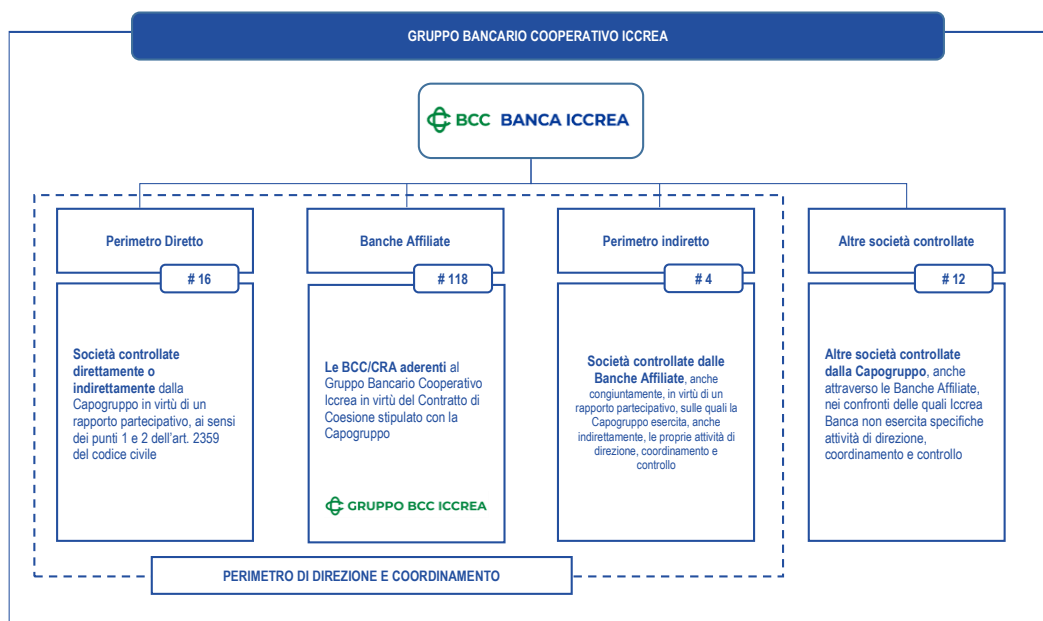 GRUPPO BANCARIO COOPERATIVO ICCREA
BCC BANCA ICCREA
Perimetro Diretto
# 16
Società controllate
direttamente o
indirettamente dalla
Capogruppo in virtù di un
rapporto partecipativo, ai sensi
dei punti 1 e 2 dell'art. 2359
del codice civile
Banche Affiliate
# 118
Le BCC/CRA aderenti al
Gruppo Bancario Cooperativo
Iccrea in virtù del Contratto di
Coesione stipulato con la
Capogruppo
GRUPPO BCC ICCREA
Perimetro indiretto
# 4
Società controllate dalle
Banche Affiliate, anche
congiuntamente, in virtù di un
rapporto partecipativo, sulle quali la
Capogruppo esercita, anche
indirettamente, le proprie attività di
direzione, coordinamento e
controllo
Altre società controllate
# 12
Altre società controllate
dalla Capogruppo, anche
attraverso le Banche Affiliate,
nei confronti delle quali Iccrea
Banca non esercita specifiche
attività di direzione,
coordinamento e controllo
PERIMETRO DI DIREZIONE E COORDINAMENTO